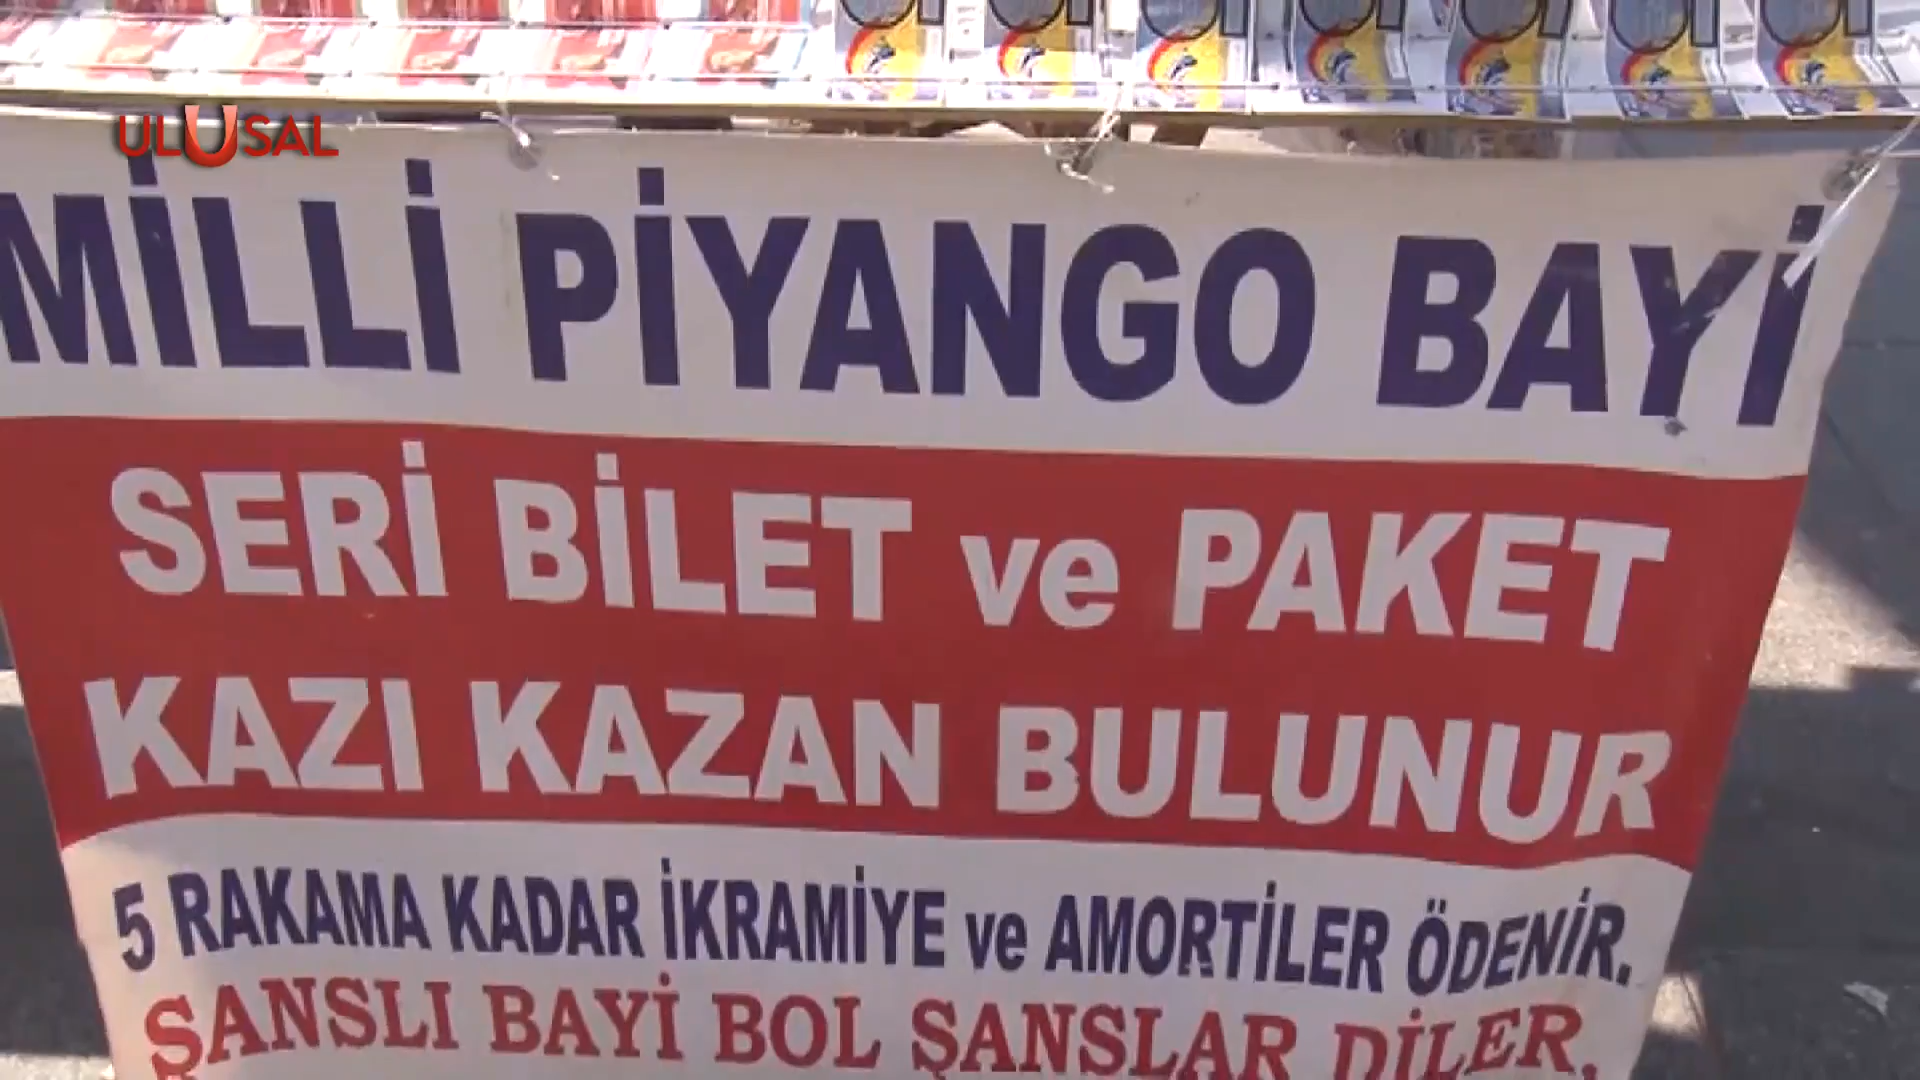 ULUSAL
MİLLİ PİYANGO BAYİ
SERİ BİLET ve PAKET
KAZI KAZAN BULUNUR
5 RAKAMA KADAR İKRAMİYE ve AMORTİLER ÖDENİR.
ŞANSLI BAYİ BOL ŞANSLAR DİLER.